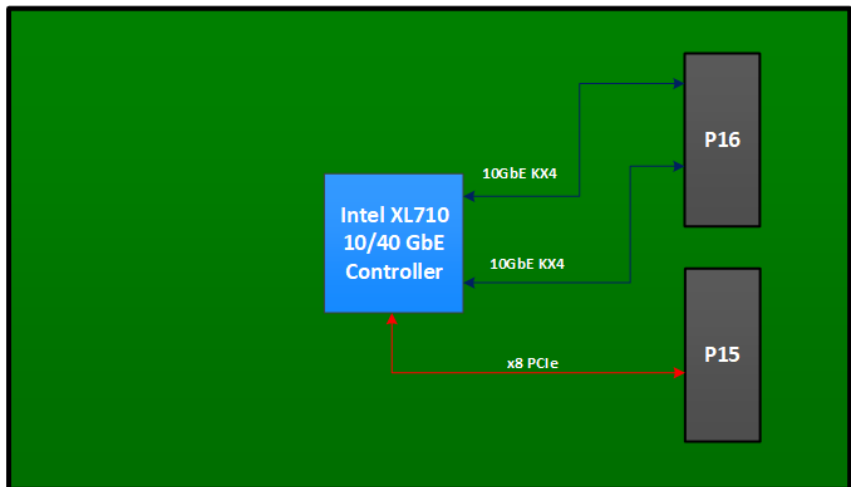 10GbE KX4
P16
Intel XL710
10/40 GbE
Controller
10GbE KX4
P15
x8 PCIe